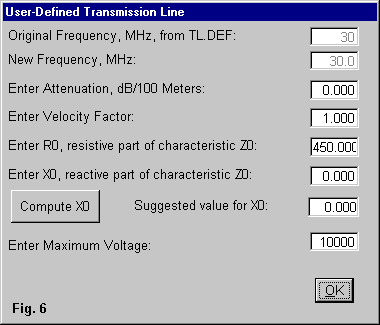 User-Defined Transmission Line
Original Frequency, MHz, from TL.DEF: 30
New Frequency, MHz: 30.0
Enter Attenuation, dB/100 Meters: 0.000
Enter Velocity Factor: 1.000
Enter R0, resistive part of characteristic Z0: 450.000
Enter X0, reactive part of characteristic Z0: 0.000
Compute X0 Suggested value for X0: 0.000
Enter Maximum Voltage: 10000
OK
Fig. 6